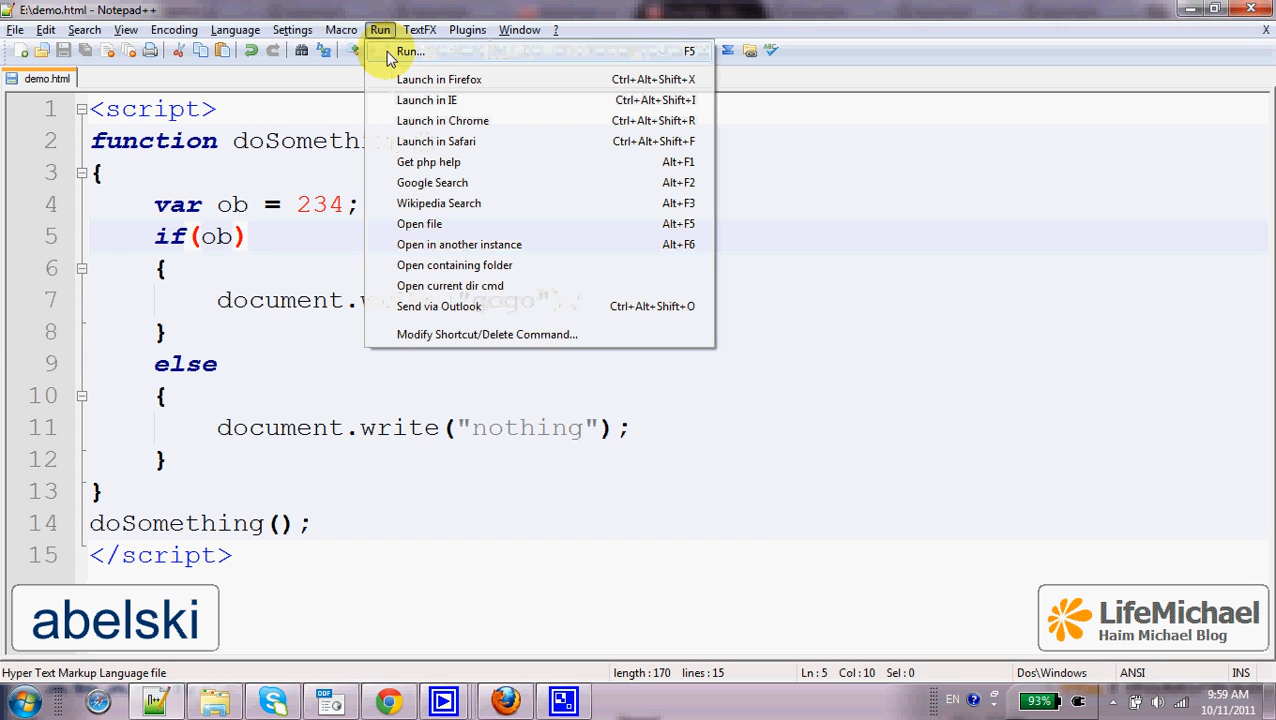 E:\demo.html - Notepad++
File Edit Search View Encoding Language Settings Macro Run TextFX Plugins Window ? X
demo.html
Run... F5
Launch in Firefox Ctrl+Alt+Shift+X
Launch in IE Ctrl+Alt+Shift+I
Launch in Chrome Ctrl+Alt+Shift+R
Launch in Safari Ctrl+Alt+Shift+F
Get php help Alt+F1
Google Search Alt+F2
Wikipedia Search Alt+F3
Open file Alt+F5
Open in another instance Alt+F6
Open containing folder
Open current dir cmd
Send via Outlook Ctrl+Alt+Shift+O
Modify Shortcut/Delete Command...
1 <script>
2 function doSomething
3 {
4 var ob = 234;
5 if(ob)
6 {
7 document. "gogo");
8 }
9 else
10 {
11 document.write("nothing");
12 }
13 }
14 doSomething();
15 </script>
abelski
LifeMichael
Haim Michael Blog
Hyper Text Markup Language file length : 170 lines : 15 Ln : 5 Col : 10 Sel : 0 Dos\Windows ANSI INS
EN 93% 9:59 AM
10/11/2011